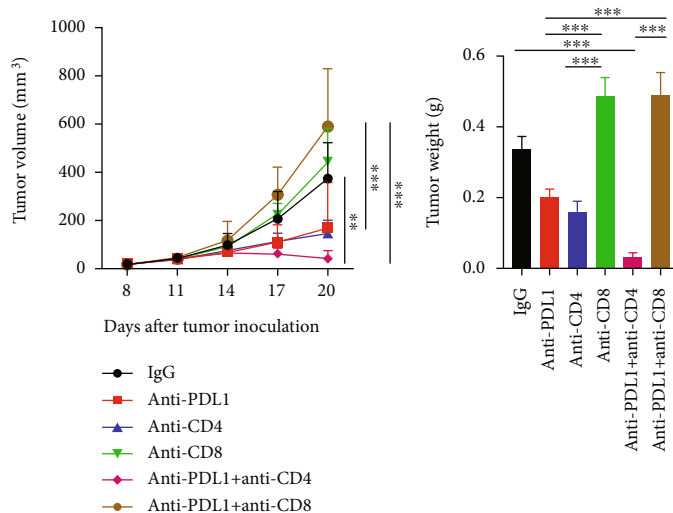 1000
800
600
400
200
0
Tumor volume (mm³)
8 11 14 17 20
Days after tumor inoculation
**
***
***
IgG
Anti-PDL1
Anti-CD4
Anti-CD8
Anti-PDL1+anti-CD4
Anti-PDL1+anti-CD8
***
***
***
***
***
0.6
0.4
0.2
0.0
Tumor weight (g)
IgG
Anti-PDL1
Anti-CD4
Anti-CD8
Anti-PDL1+anti-CD4
Anti-PDL1+anti-CD8